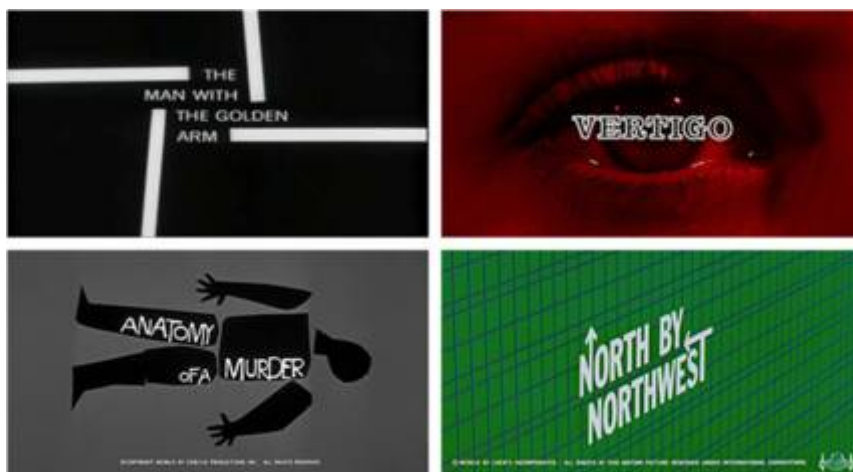 THE
MAN WITH
THE GOLDEN
ARM
VERTIGO
ANATOMY
OF A
MURDER
NORTH BY
NORTHWEST